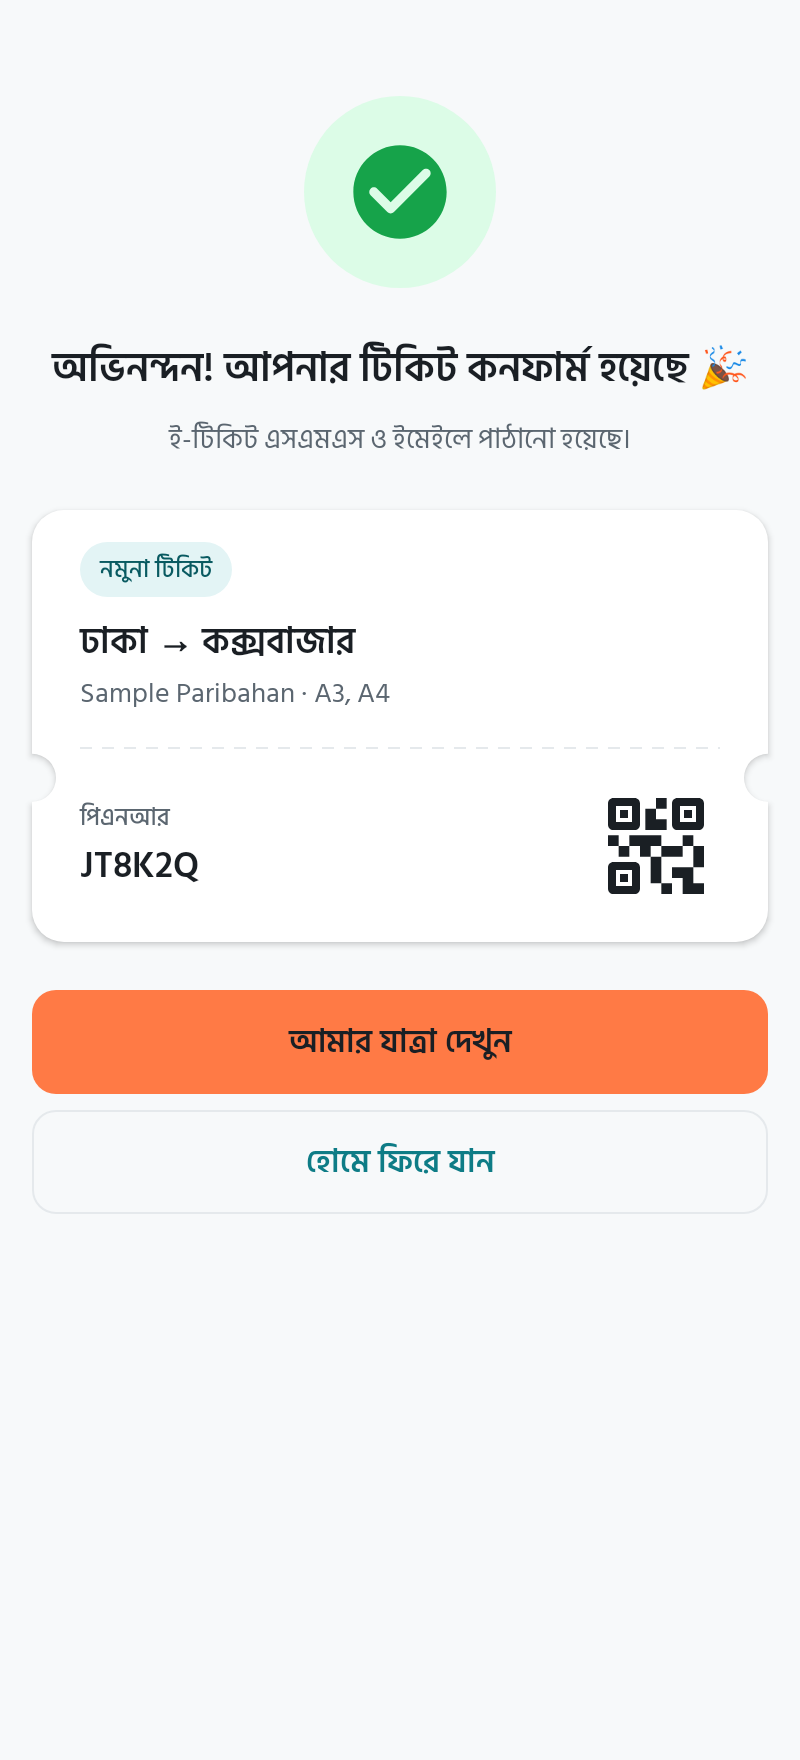 অভিনন্দন! আপনার টিকিট কনফার্ম হয়েছে 🎉
ই-টিকিট এসএমএস ও ইমেইলে পাঠানো হয়েছে।
নমুনা টিকিট
ঢাকা → কক্সবাজার
Sample Paribahan · A3, A4
পিএনআর
JT8K2Q
আমার যাত্রা দেখুন
হোমে ফিরে যান